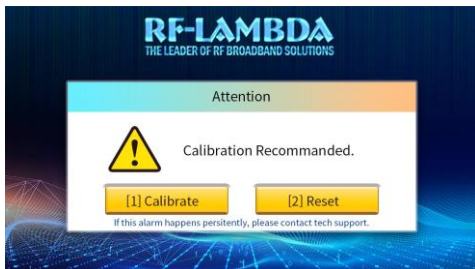 RF-LAMBDA
THE LEADER OF RF BROADBAND SOLUTIONS
Attention
Calibration Recommanded.
[1] Calibrate
[2] Reset
If this alarm happens persitently, please contact tech support.